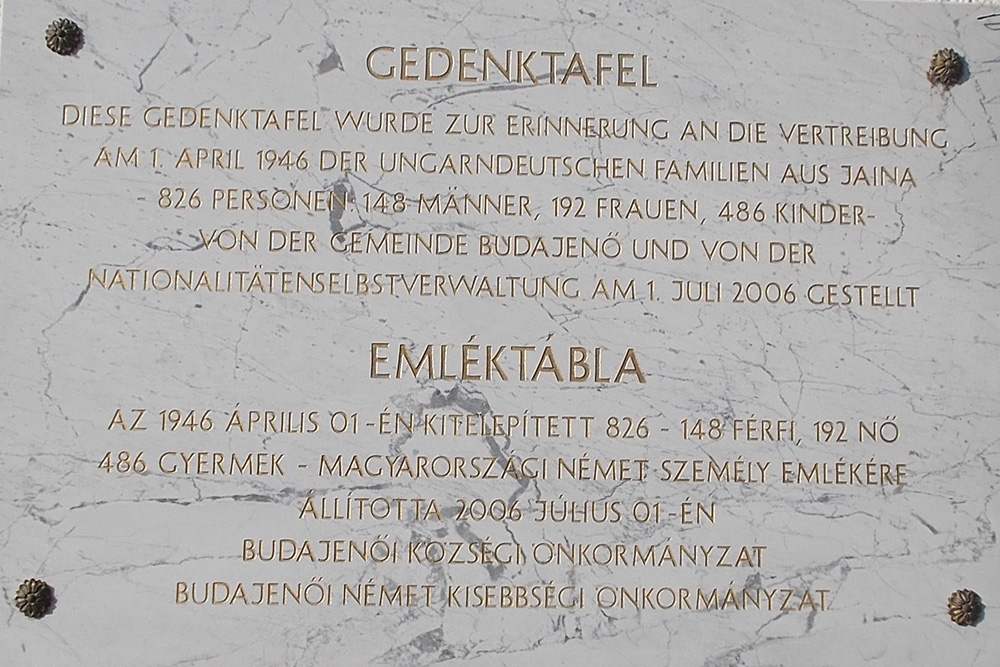 GEDENKTAFEL
DIESE GEDENKTAFEL WURDE ZUR ERINNERUNG AN DIE VERTREIBUNG
AM 1. APRIL 1946 DER UNGARNDEUTSCHEN FAMILIEN AUS JAINA
- 826 PERSONEN 148 MÄNNER, 192 FRAUEN, 486 KINDER-
VON DER GEMEINDE BUDAJENŐ UND VON DER
NATIONALITÄTENSELBSTVERWALTUNG AM 1. JULI 2006 GESTELLT
EMLÉKTÁBLA
AZ 1946 ÁPRILIS 01-ÉN KITELEPÍTETT 826 - 148 FÉRFI, 192 NŐ
486 GYERMEK - MAGYARORSZÁGI NÉMET SZEMÉLY EMLÉKÉRE
ÁLLÍTOTTA 2006 JÚLIUS 01-ÉN
BUDAJENŐI KÖZSÉGI ÖNKORMÁNYZAT
BUDAJENŐI NÉMET KISEBBSÉGI ÖNKORMÁNYZAT